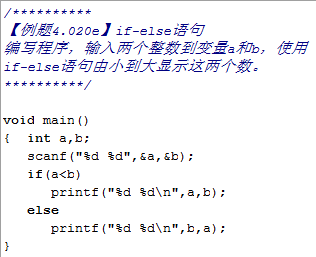 /**********
【例题4.020e】if-else语句
编写程序，输入两个整数到变量a和b，使用
if-else语句由小到大显示这两个数。
**********/
void main()
{  int a,b;
   scanf("%d %d",&a,&b);
   if(a<b)
      printf("%d %d\n",a,b);
   else
      printf("%d %d\n",b,a);
}